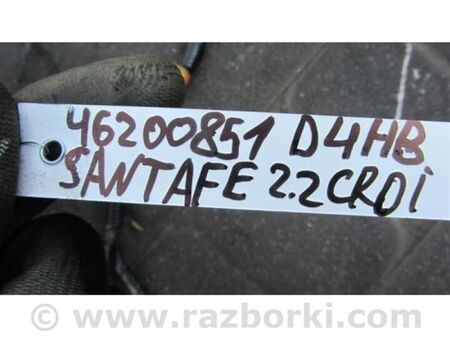 46200851 D4HB
SANTAFE 2.2CRDi
© - www.razborki.com